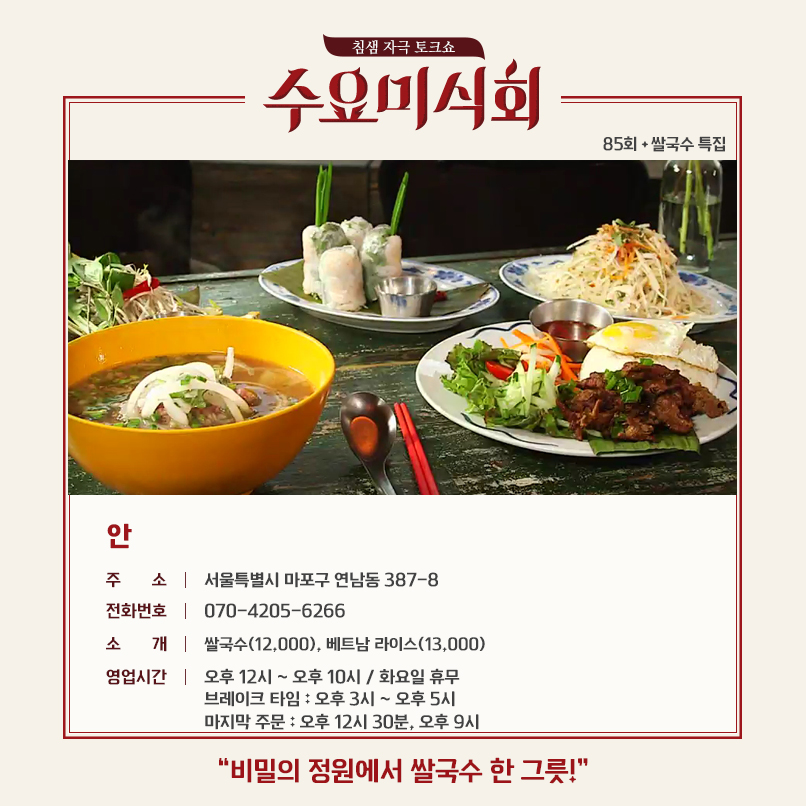 침샘 자극 토크쇼
수요미식회
85회 + 쌀국수 특집
안
주 소 | 서울특별시 마포구 연남동 387-8
전화번호 | 070-4205-6266
소 개 | 쌀국수(12,000), 베트남 라이스(13,000)
영업시간 | 오후 12시 ~ 오후 10시 / 화요일 휴무
브레이크 타임 : 오후 3시 ~ 오후 5시
마지막 주문 : 오후 12시 30분, 오후 9시
“비밀의 정원에서 쌀국수 한 그릇!”